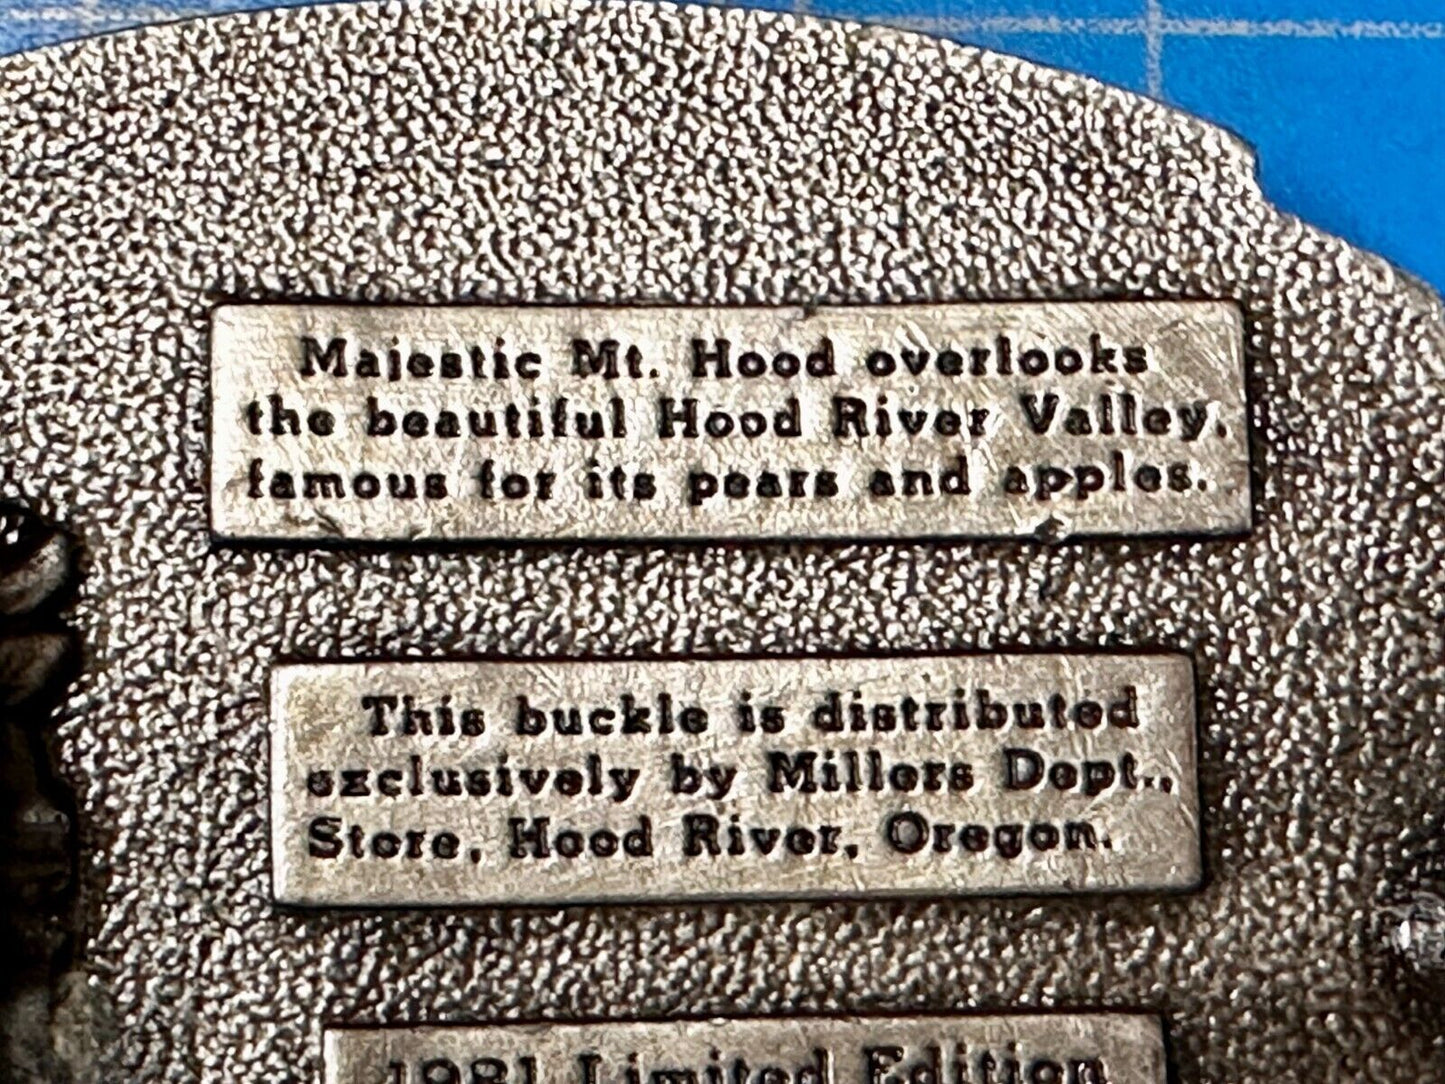 Majestic Mt. Hood overlooks
the beautiful Hood River Valley,
famous for its pears and apples.
This buckle is distributed
exclusively by Millers Dept.,
Store, Hood River, Oregon.
1981 Limited Edition